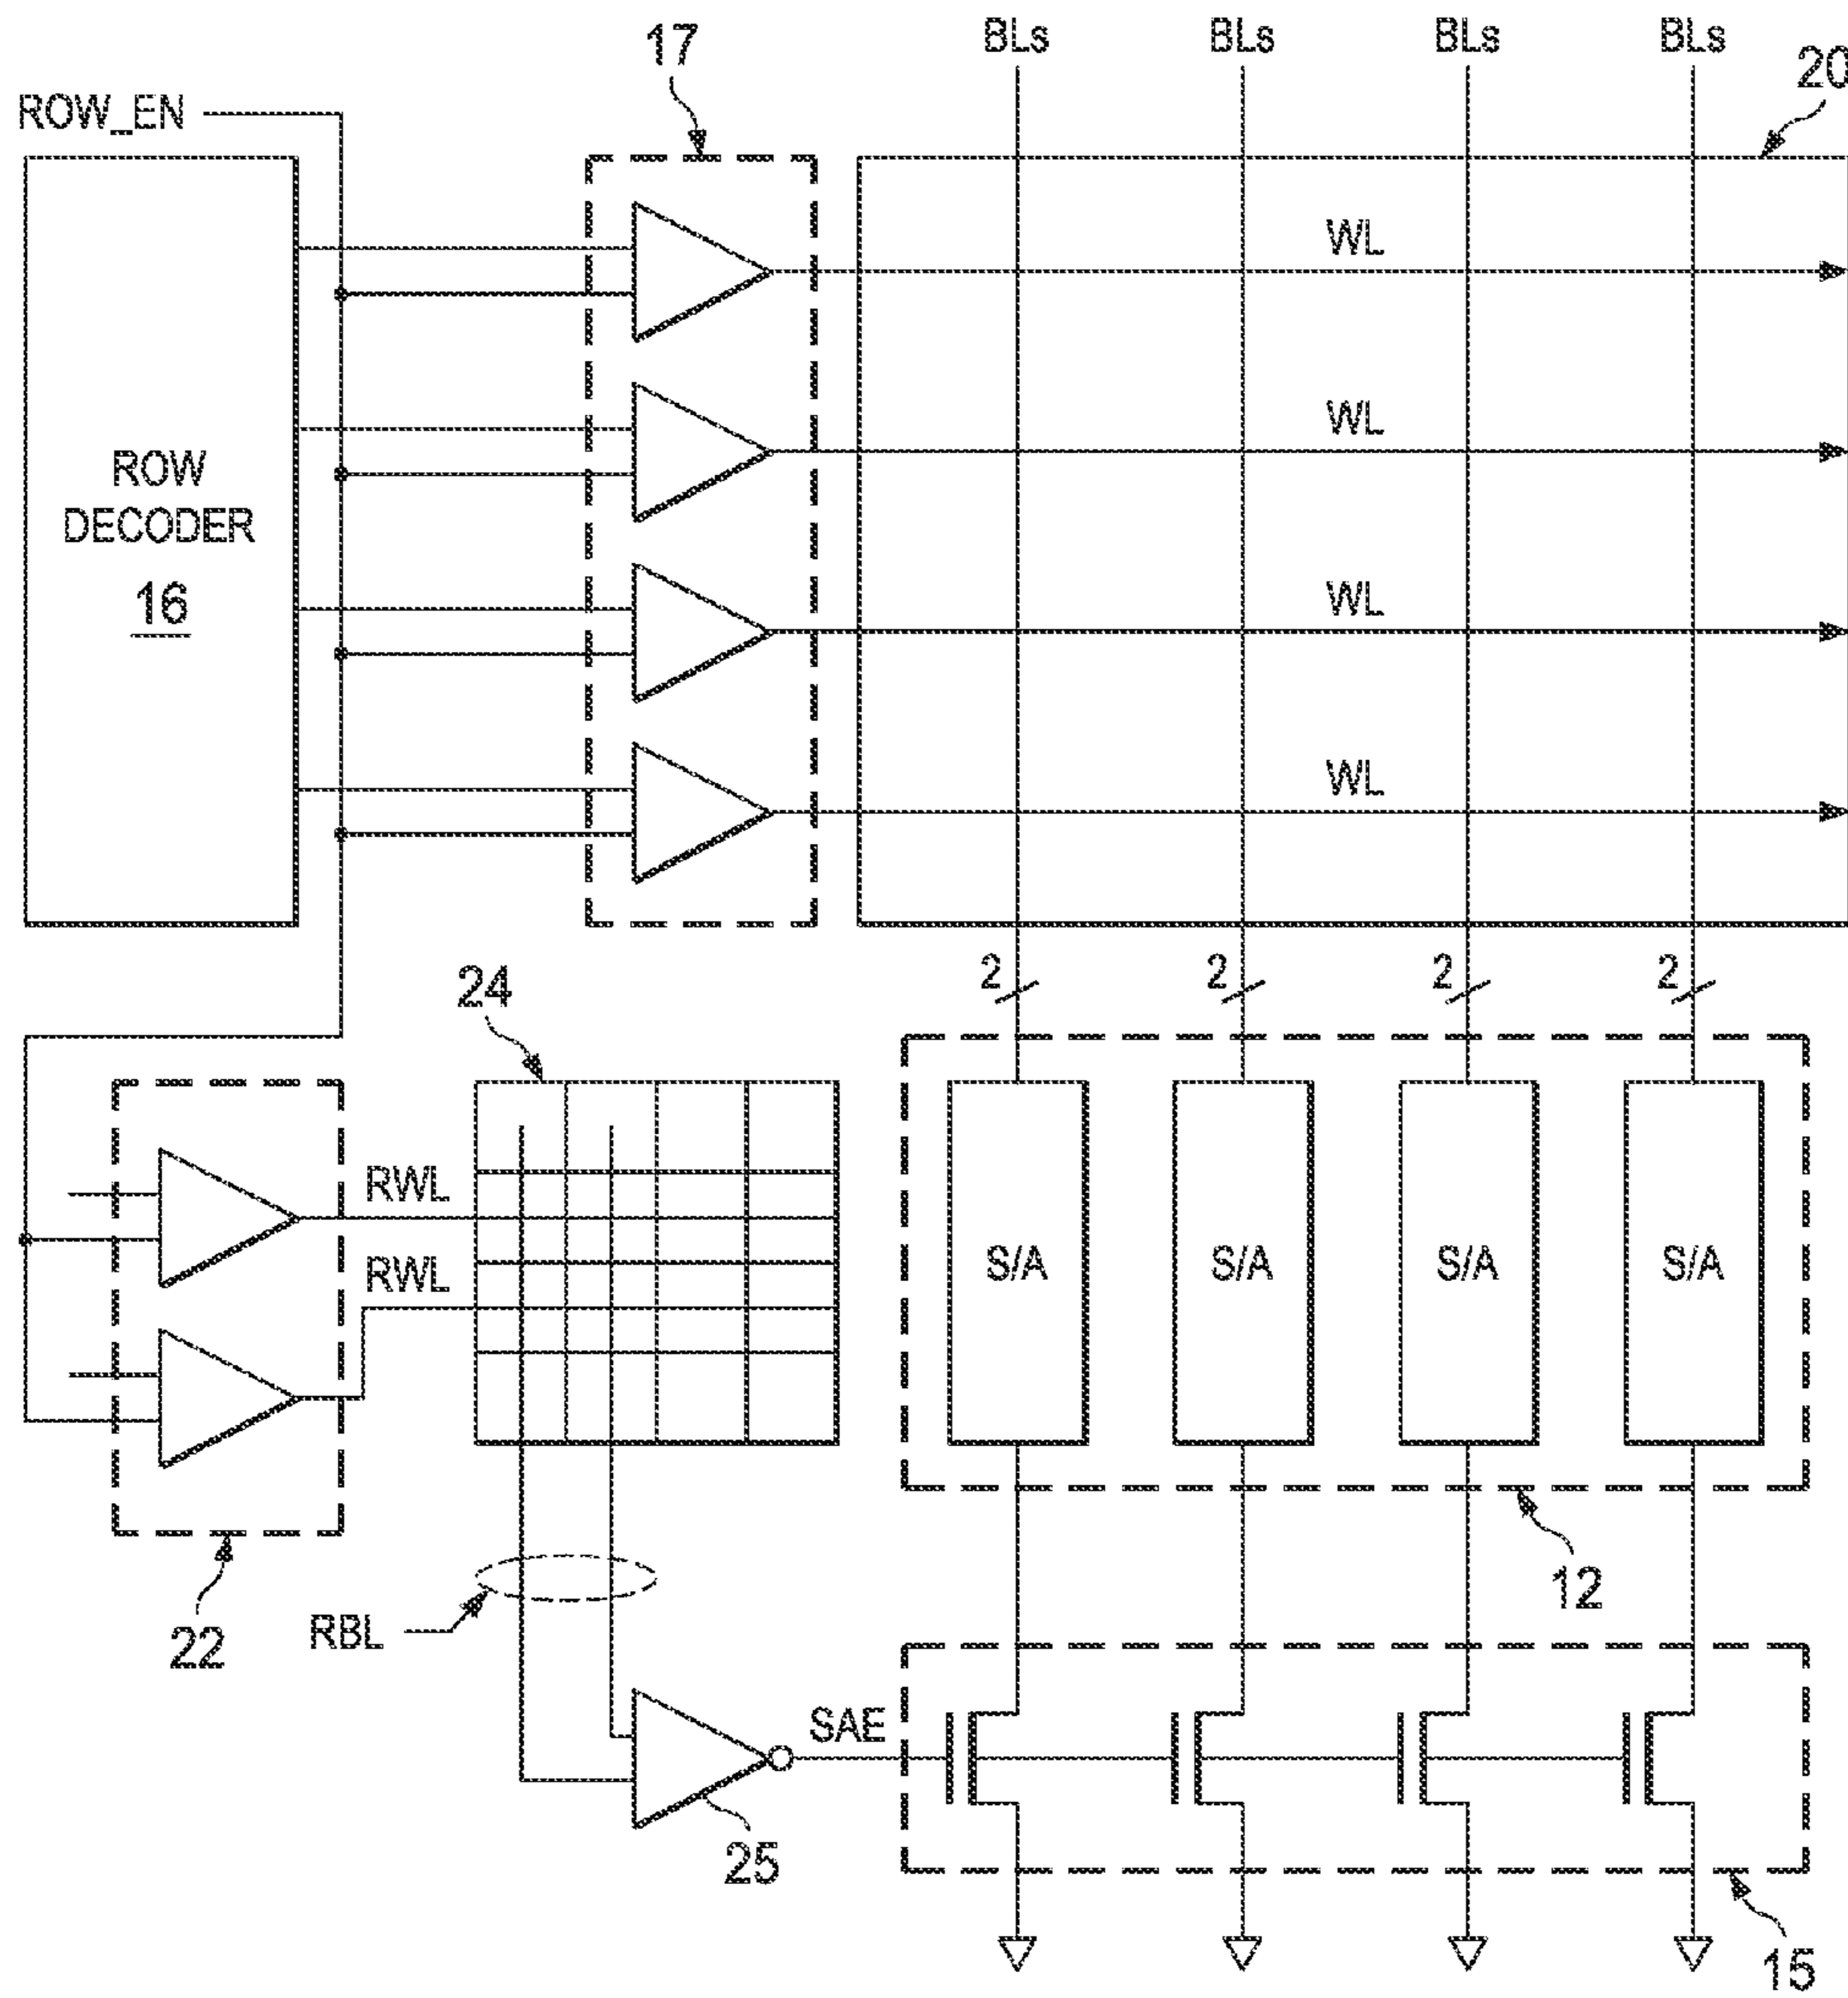 BLs BLs BLs BLs
17
20
ROW_EN
WL
WL
ROW
DECODER
16
WL
WL
2 2 2 2
24
RWL
RWL
S/A S/A S/A S/A
12
22
RBL
SAE
25
15